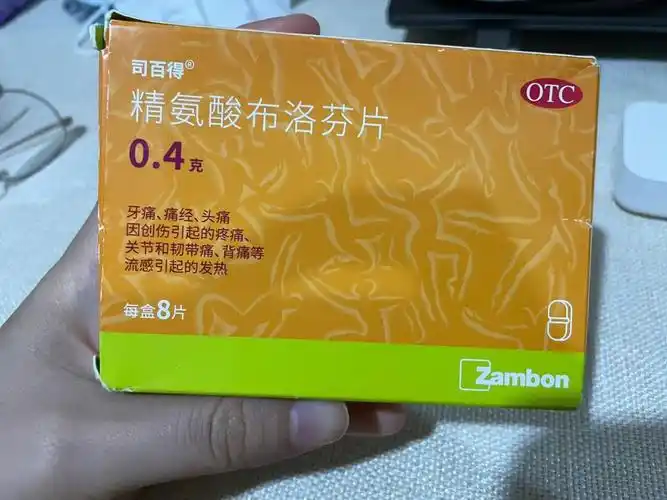 司百得®
OTC
精氨酸布洛芬片
0.4克
牙痛、痛经、头痛
因创伤引起的疼痛、
关节和韧带痛、背痛等
流感引起的发热
每盒8片
Zambon